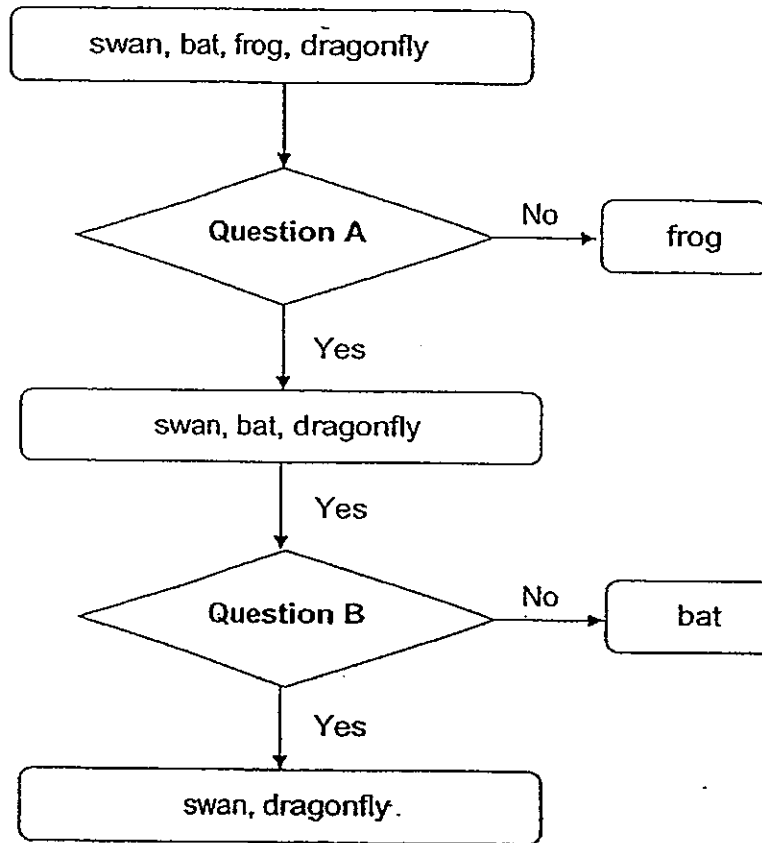 swan, bat, frog, dragonfly
Question A
No
frog
Yes
swan, bat, dragonfly
Yes
Question B
No
bat
Yes
swan, dragonfly.